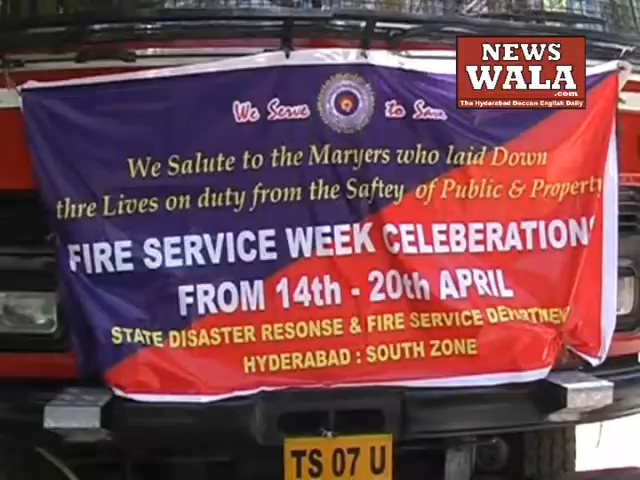 NEWS
WALA
.com
The Hyderabad Deccan English Daily
We Serve to Save
We Salute to the Maryers who laid Down
thre Lives on duty from the Saftey of Public & Property
FIRE SERVICE WEEK CELEBERATIONS
FROM 14th - 20th APRIL
STATE DISASTER RESONSE & FIRE SERVICE DEPARTMENT
HYDERABAD : SOUTH ZONE
TS 07 U